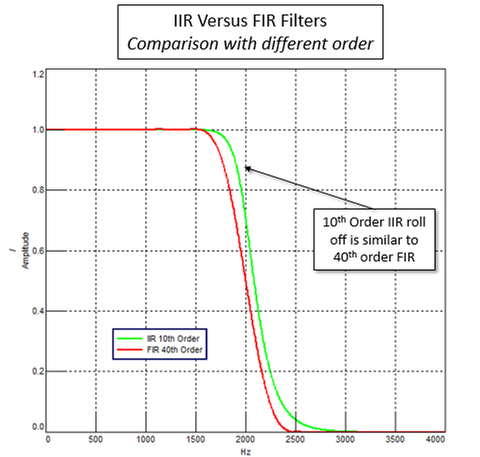 IIR Versus FIR Filters
Comparison with different order
1.2
1.0
0.8
0.6
0.4
0.2
0.0
/
Amplitude
10th Order IIR roll
off is similar to
40th order FIR
IIR 10th Order
FIR 40th Order
0
500
1000
1500
2000
2500
3000
3500
4000
Hz